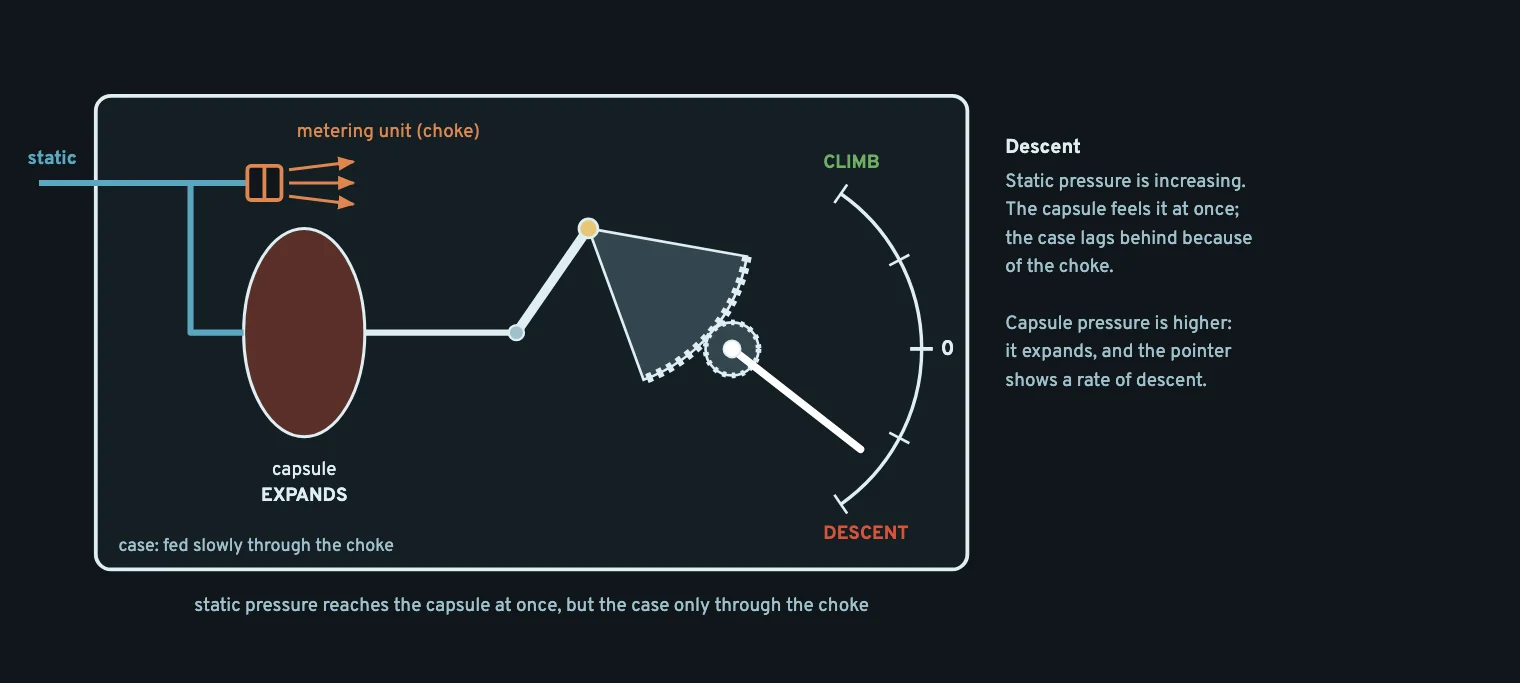 metering unit (choke)
static
CLIMB
0
DESCENT
capsule
EXPANDS
case: fed slowly through the choke
static pressure reaches the capsule at once, but the case only through the choke
Descent
Static pressure is increasing.
The capsule feels it at once;
the case lags behind because
of the choke.
Capsule pressure is higher:
it expands, and the pointer
shows a rate of descent.